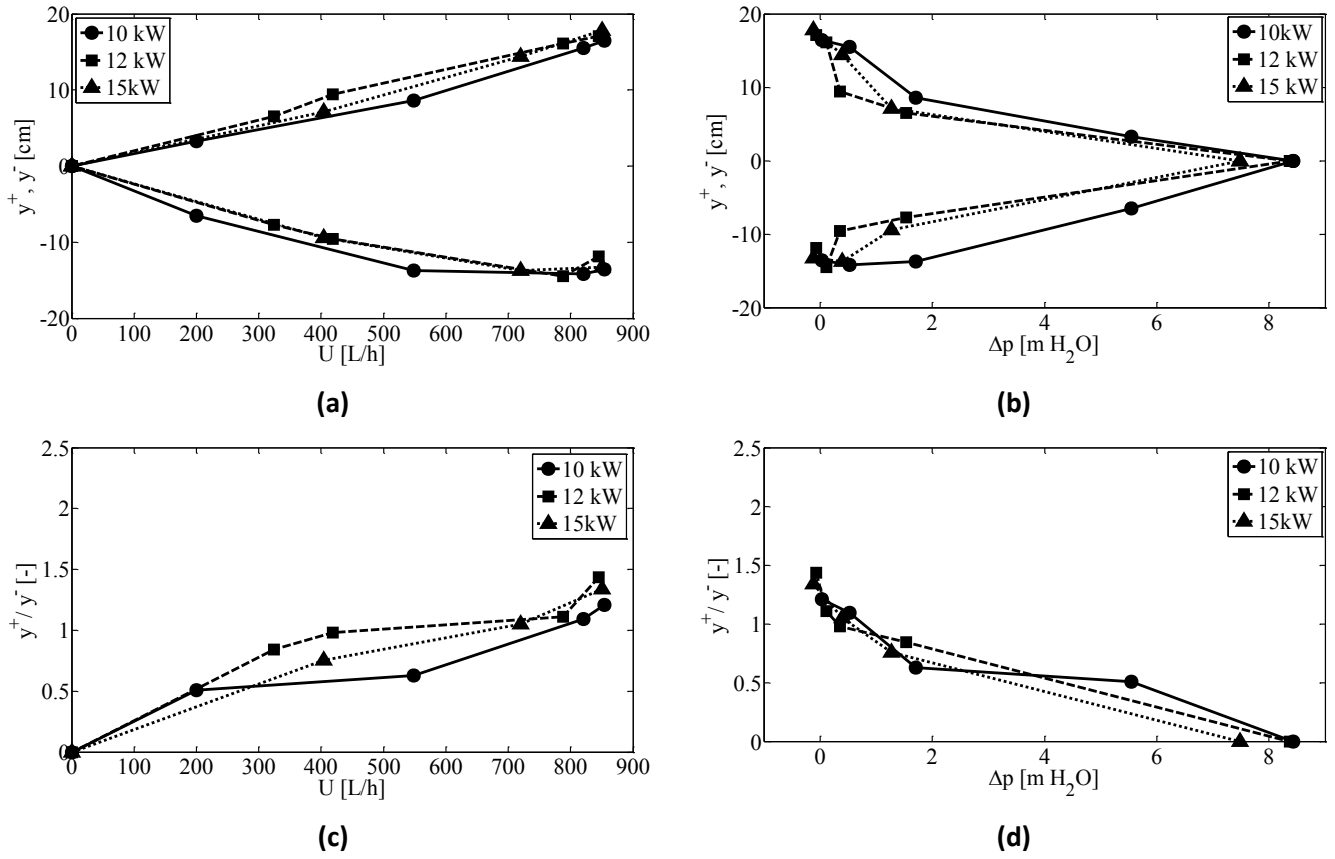 20
10
0
-10
-20
y+, y- [cm]
10 kW
12 kW
15kW
0 100 200 300 400 500 600 700 800 900
U [L/h]
(a)
20
10
0
-10
-20
y+, y- [cm]
10kW
12 kW
15 kW
0 2 4 6 8
Δp [m H2O]
(b)
2.5
2
1.5
1
0.5
0
y+/ y- [-]
10 kW
12 kW
15kW
0 100 200 300 400 500 600 700 800 900
U [L/h]
(c)
2.5
2
1.5
1
0.5
0
y+/ y- [-]
10 kW
12 kW
15kW
0 2 4 6 8
Δp [m H2O]
(d)